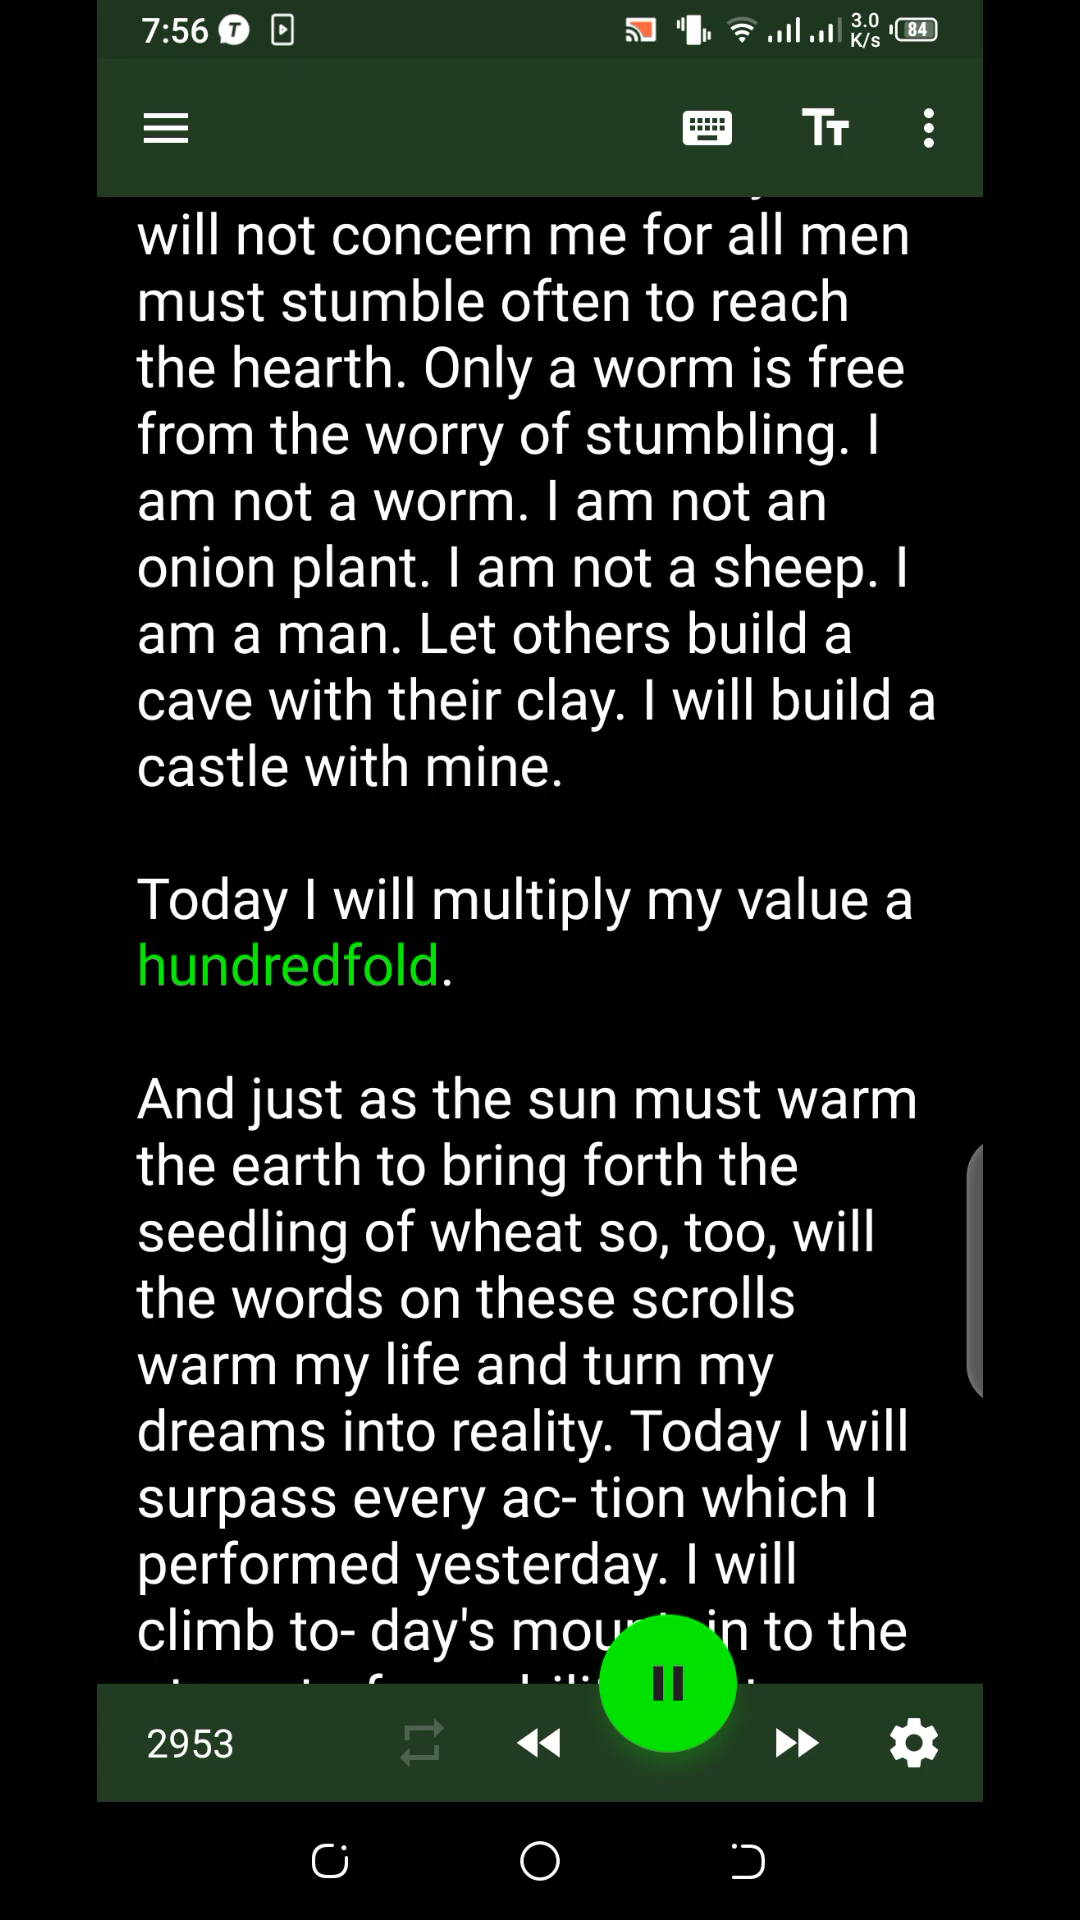 7:56 T 3.0 K/s 84
TT
will not concern me for all men
must stumble often to reach
the hearth. Only a worm is free
from the worry of stumbling. I
am not a worm. I am not an
onion plant. I am not a sheep. I
am a man. Let others build a
cave with their clay. I will build a
castle with mine.
Today I will multiply my value a
hundredfold.
And just as the sun must warm
the earth to bring forth the
seedling of wheat so, too, will
the words on these scrolls
warm my life and turn my
dreams into reality. Today I will
surpass every ac- tion which I
performed yesterday. I will
climb to- day's mountain to the
2953